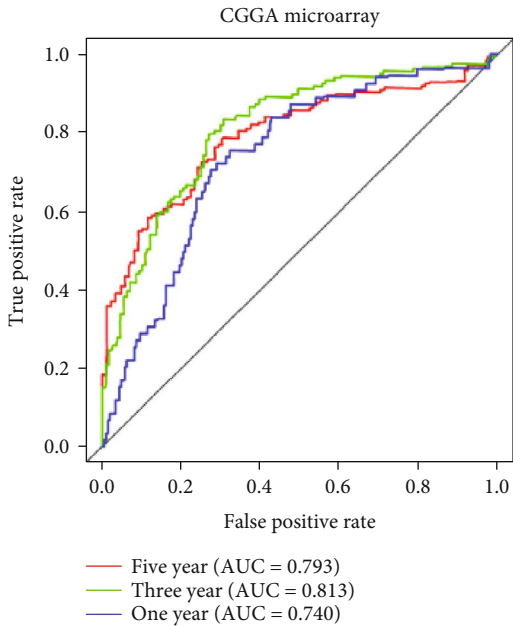 CGGA microarray
1.0
0.8
0.6
0.4
0.2
0.0
True positive rate
0.0 0.2 0.4 0.6 0.8 1.0
False positive rate
Five year (AUC = 0.793)
Three year (AUC = 0.813)
One year (AUC = 0.740)